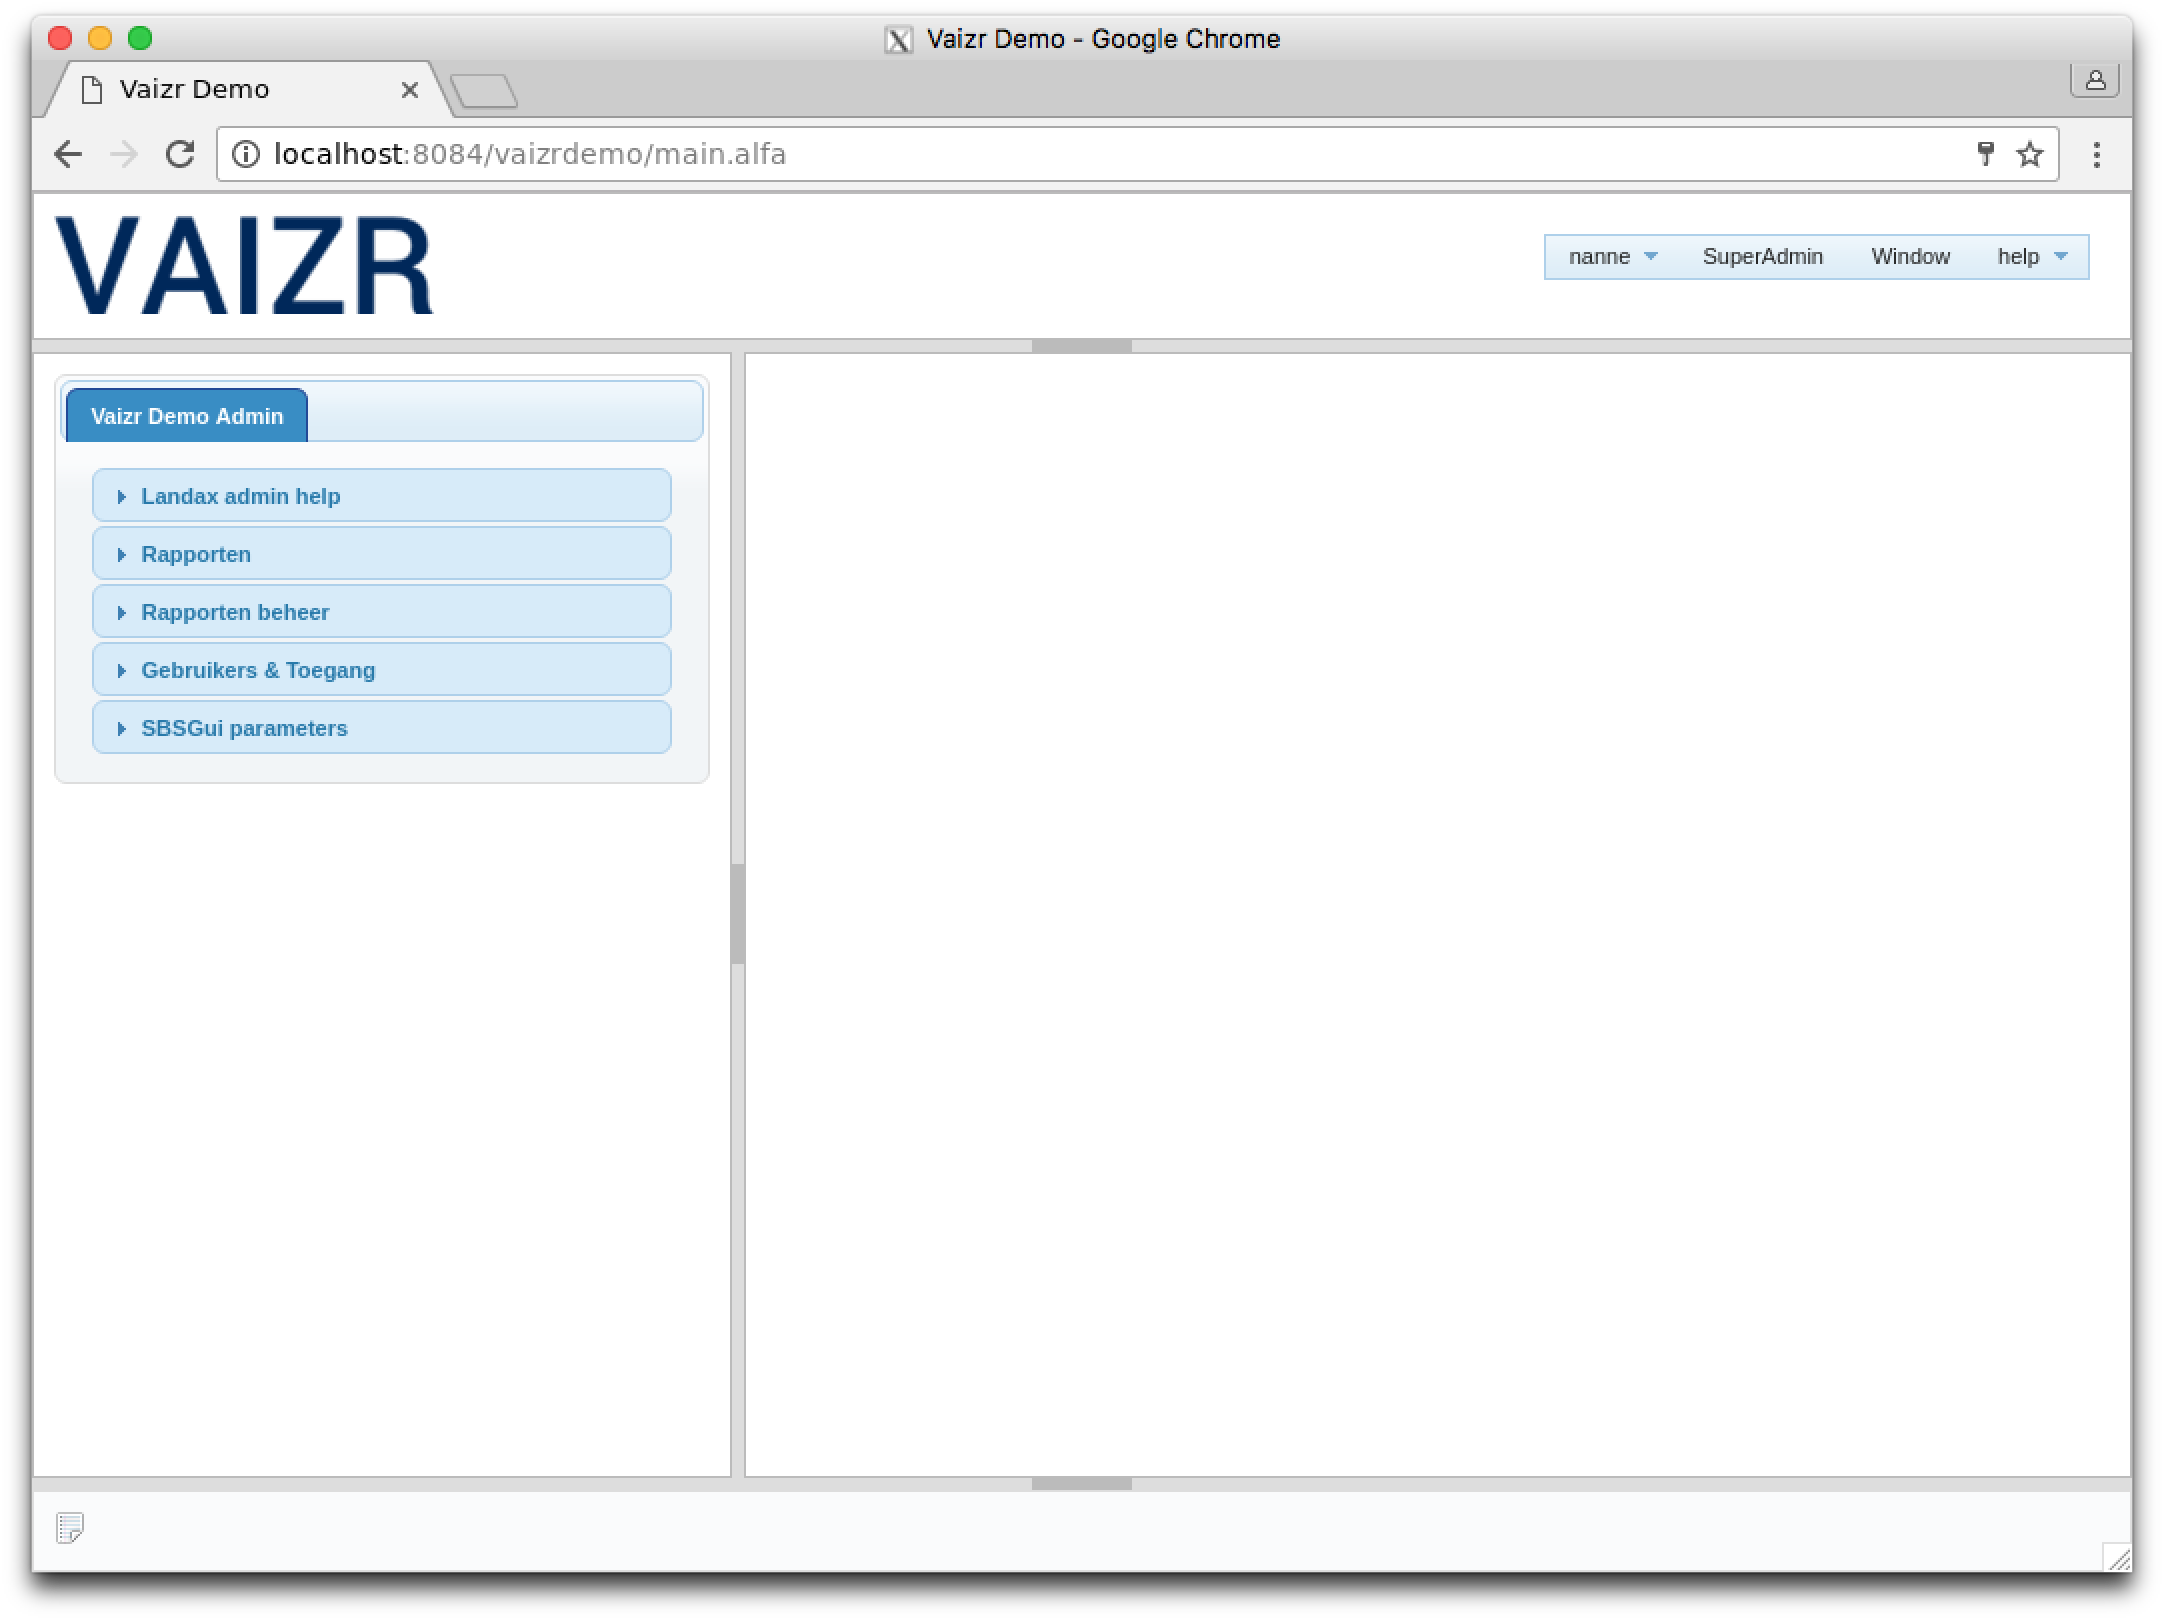 Vaizr Demo - Google Chrome
Vaizr Demo
localhost:8084/vaizrdemo/main.alfa
VAIZR
nanne SuperAdmin Window help
Vaizr Demo Admin
Landax admin help
Rapporten
Rapporten beheer
Gebruikers & Toegang
SBSGui parameters